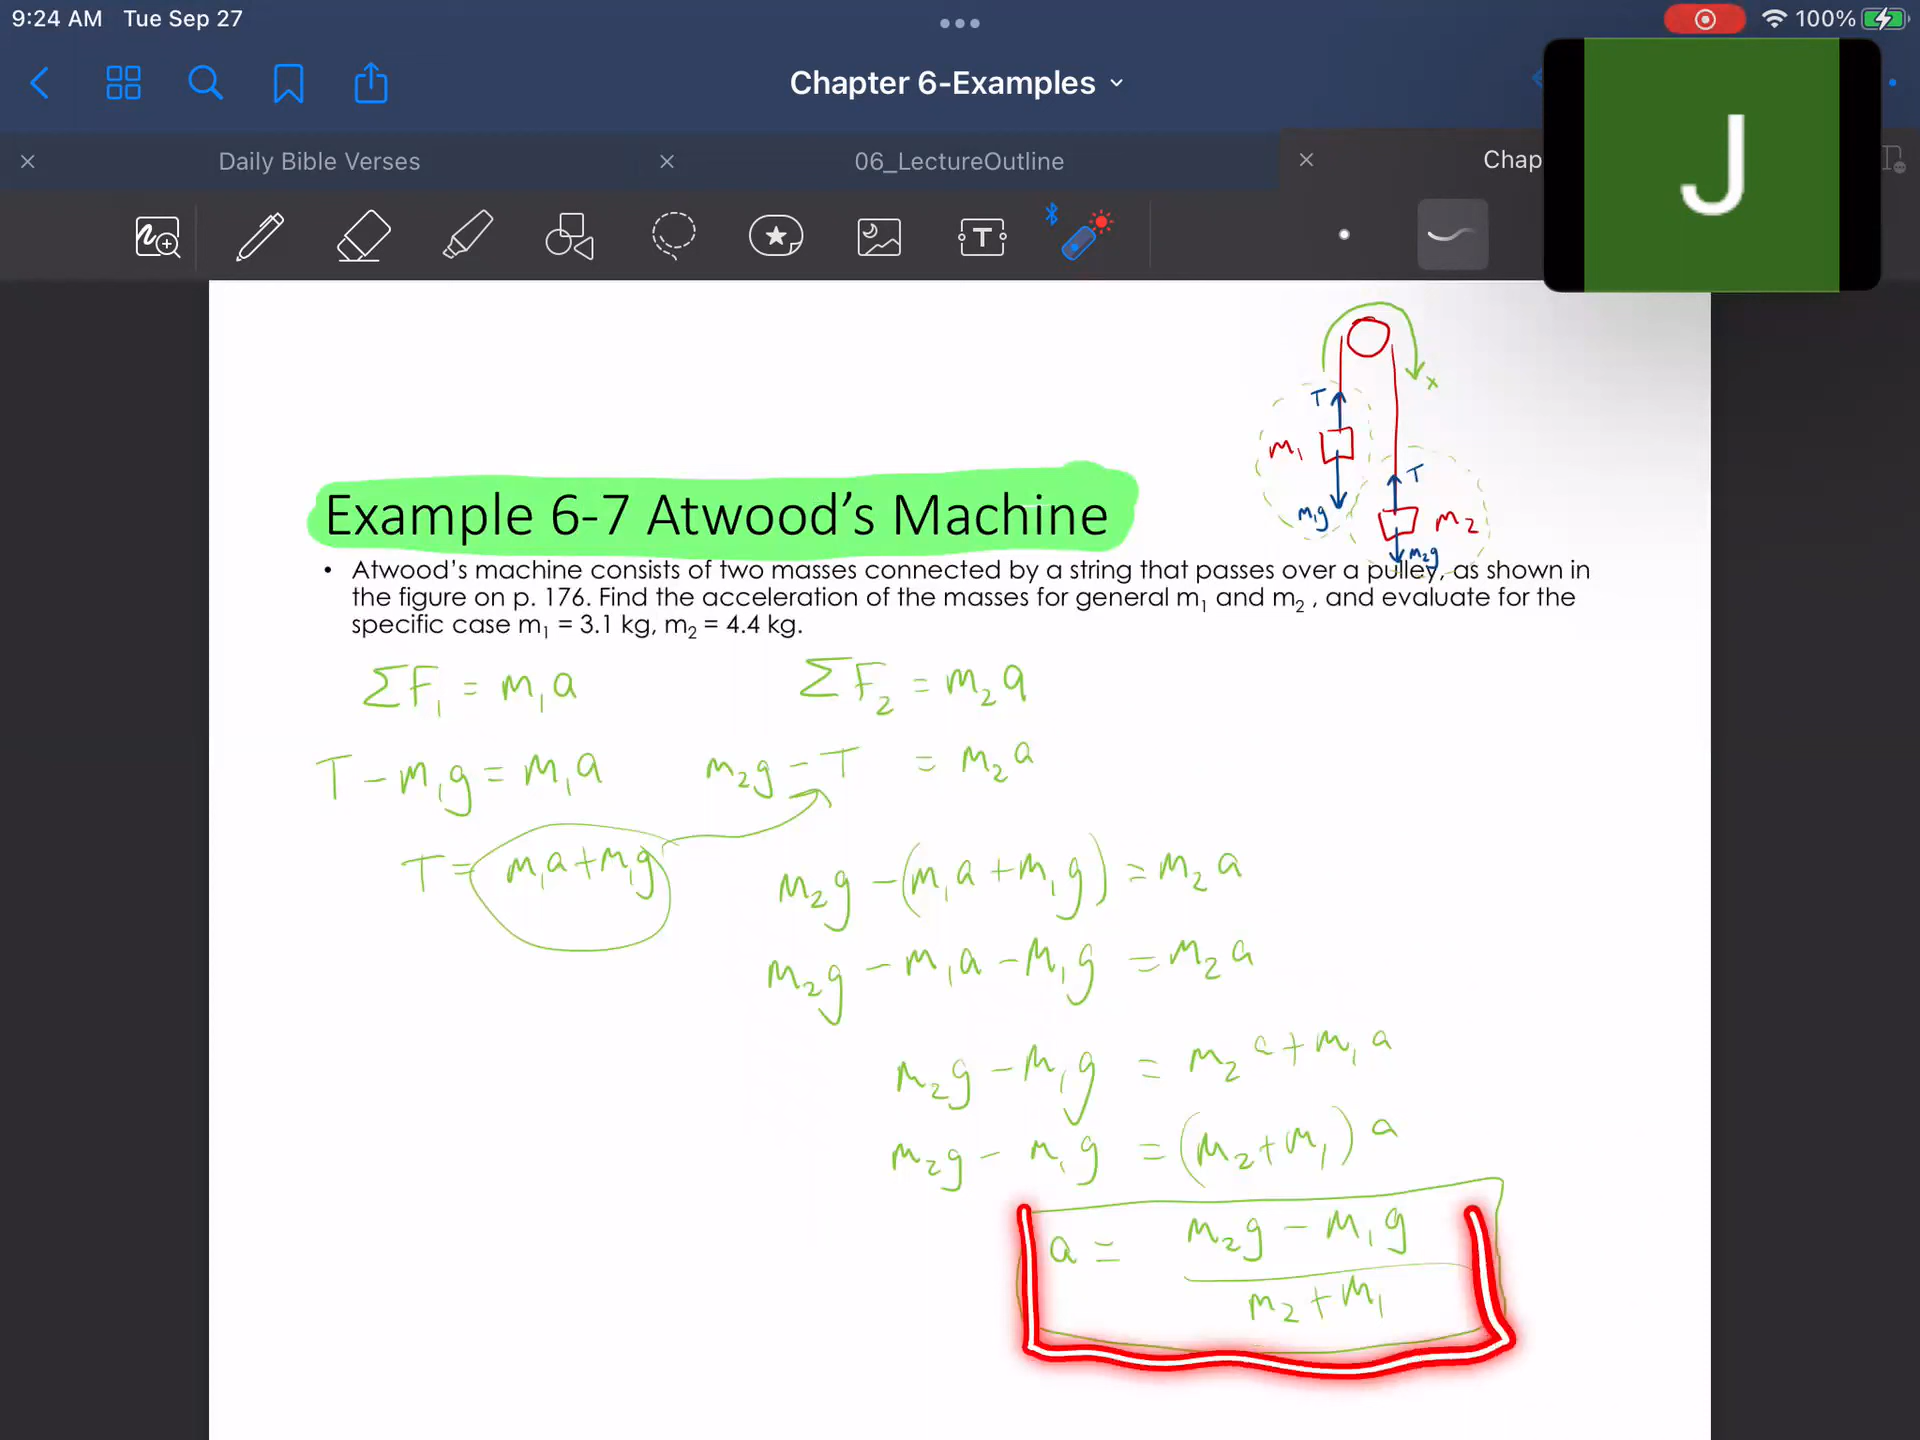 9:24 AM Tue Sep 27
100%
Chapter 6-Examples
Daily Bible Verses
06_LectureOutline
Chap
J
T
x
T
m₁
T
m₁g
m₂
m₂g
Example 6-7 Atwood's Machine
• Atwood's machine consists of two masses connected by a string that passes over a pulley, as shown in
the figure on p. 176. Find the acceleration of the masses for general m₁ and m₂ , and evaluate for the
specific case m₁ = 3.1 kg, m₂ = 4.4 kg.
ΣF₁ = m₁a
ΣF₂ = m₂a
T - m₁g = m₁a
m₂g - T = m₂a
T = m₁a + m₁g
m₂g - (m₁a + m₁g) = m₂a
m₂g - m₁a - m₁g = m₂a
m₂g - m₁g = m₂a + m₁a
m₂g - m₁g = (m₂ + m₁) a
a = 
m₂g - m₁g
m₂ + m₁